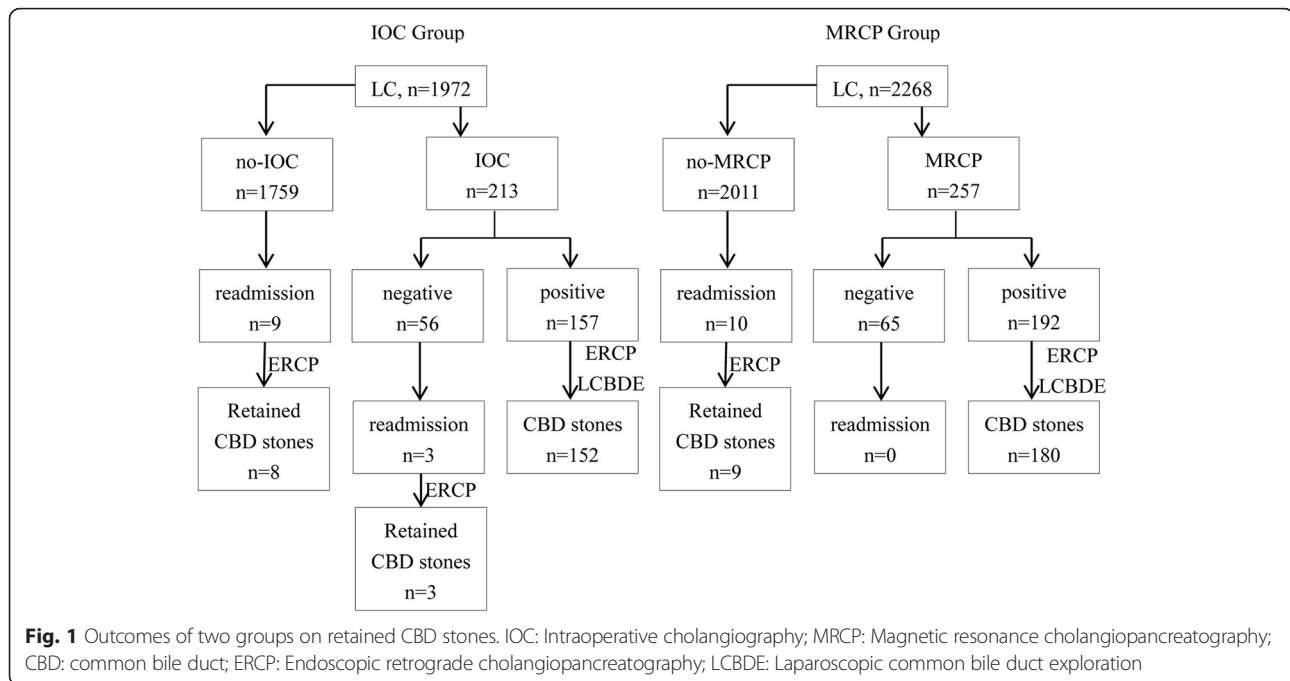 IOC Group
MRCP Group
LC, n=1972
LC, n=2268
no-IOC
n=1759
IOC
n=213
no-MRCP
n=2011
MRCP
n=257
readmission
n=9
negative
n=56
positive
n=157
readmission
n=10
negative
n=65
positive
n=192
ERCP
ERCP
LCBDE
ERCP
ERCP
LCBDE
Retained
CBD stones
n=8
readmission
n=3
CBD stones
n=152
Retained
CBD stones
n=9
readmission
n=0
CBD stones
n=180
ERCP
Retained
CBD stones
n=3
Fig. 1 Outcomes of two groups on retained CBD stones. IOC: Intraoperative cholangiography; MRCP: Magnetic resonance cholangiopancreatography;
CBD: common bile duct; ERCP: Endoscopic retrograde cholangiopancreatography; LCBDE: Laparoscopic common bile duct exploration